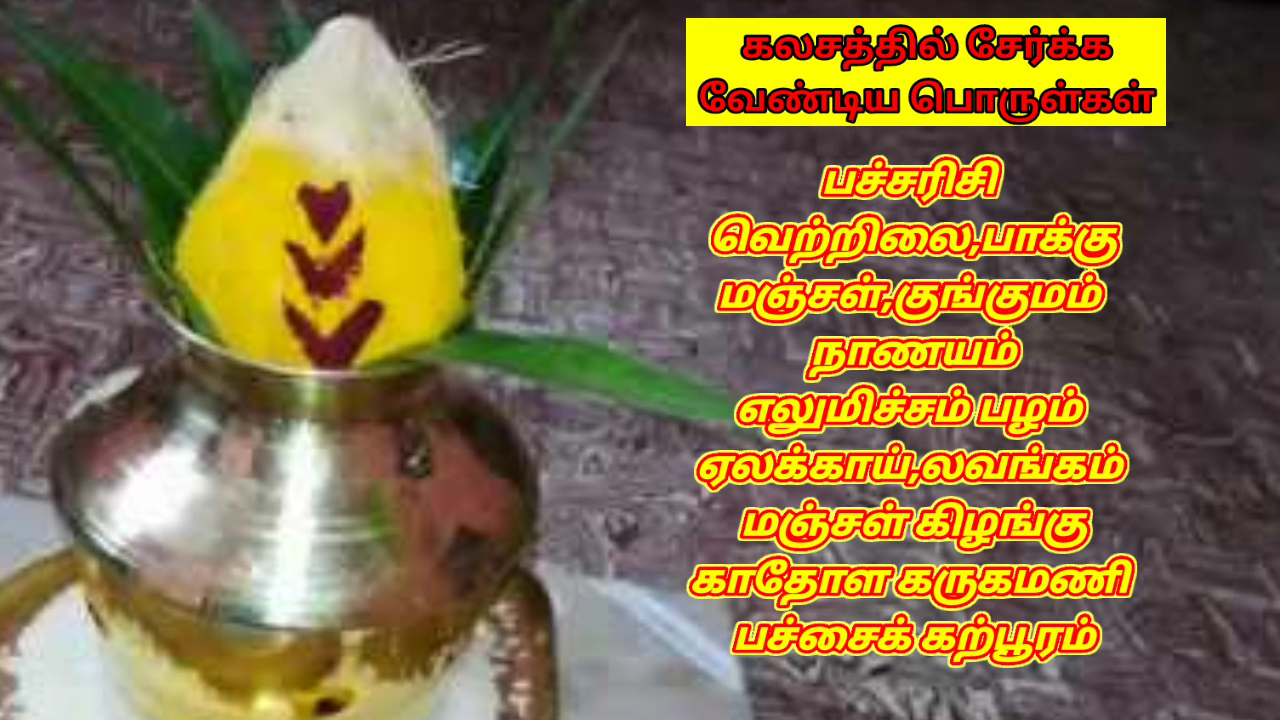 கலசத்தில் சேர்க்க
வேண்டிய பொருள்கள்
பச்சரிசி
வெற்றிலை,பாக்கு
மஞ்சள்,குங்குமம்
நாணயம்
எலுமிச்சம் பழம்
ஏலக்காய்,லவங்கம்
மஞ்சள் கிழங்கு
காதோள கருகமணி
பச்சைக் கற்பூரம்